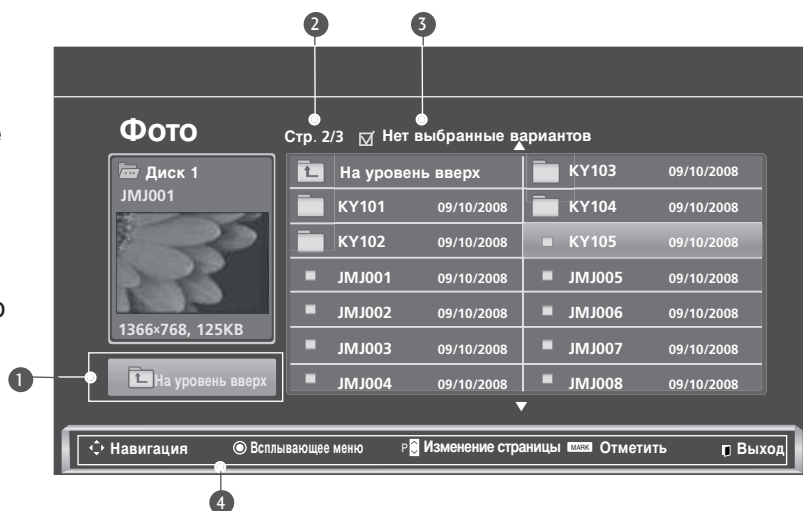 2 3
Фото
Стр. 2/3 Нет выбранные вариантов
Диск 1
JMJ001
1366×768, 125KB
На уровень вверх
KY101 09/10/2008
KY102 09/10/2008
JMJ001 09/10/2008
JMJ002 09/10/2008
JMJ003 09/10/2008
JMJ004 09/10/2008
KY103 09/10/2008
KY104 09/10/2008
KY105 09/10/2008
JMJ005 09/10/2008
JMJ006 09/10/2008
JMJ007 09/10/2008
JMJ008 09/10/2008
1 На уровень вверх
Навигация Всплывающее меню P Изменение страницы MARK Отметить Выход
4